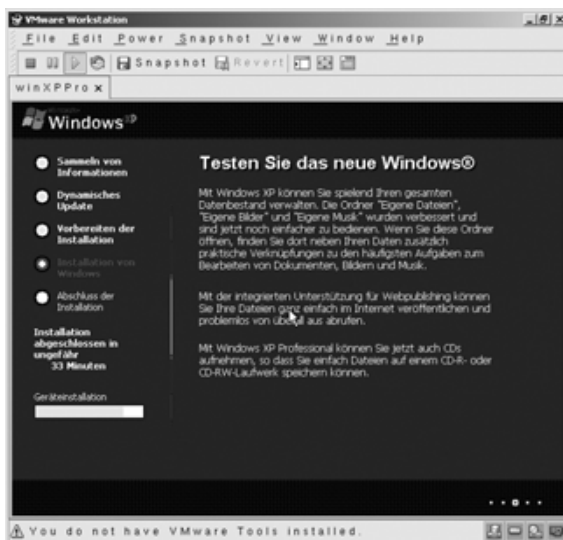 VMware Workstation
File Edit Power Snapshot View Window Help
Snapshot Revert
winXPPro x
Windows XP
Sammeln von
Informationen
Dynamisches
Update
Vorbereiten der
Installation
Installation von
Windows
Abschluss der
Installation
Installation
abgeschlossen in
ungefähr
33 Minuten
Geräteinstallation
Testen Sie das neue Windows®
Mit Windows XP können Sie spielend Ihren gesamten
Datenbestand verwalten. Die Ordner "Eigene Dateien",
"Eigene Bilder" und "Eigene Musik" wurden verbessert und
sind jetzt noch einfacher zu bedienen. Wenn Sie diese Ordner
öffnen, finden Sie dort neben Ihren Daten zusätzlich
praktische Verknüpfungen zu den häufigsten Aufgaben zum
Bearbeiten von Dokumenten, Bildern und Musik.
Mit der integrierten Unterstützung für Webpublishing können
Sie Ihre Dateien ganz einfach im Internet veröffentlichen und
problemlos von überall aus abrufen.
Mit Windows XP Professional können Sie jetzt auch CDs
aufnehmen, so dass Sie einfach Dateien auf einem CD-R- oder
CD-RW-Laufwerk speichern können.
You do not have VMware Tools installed.